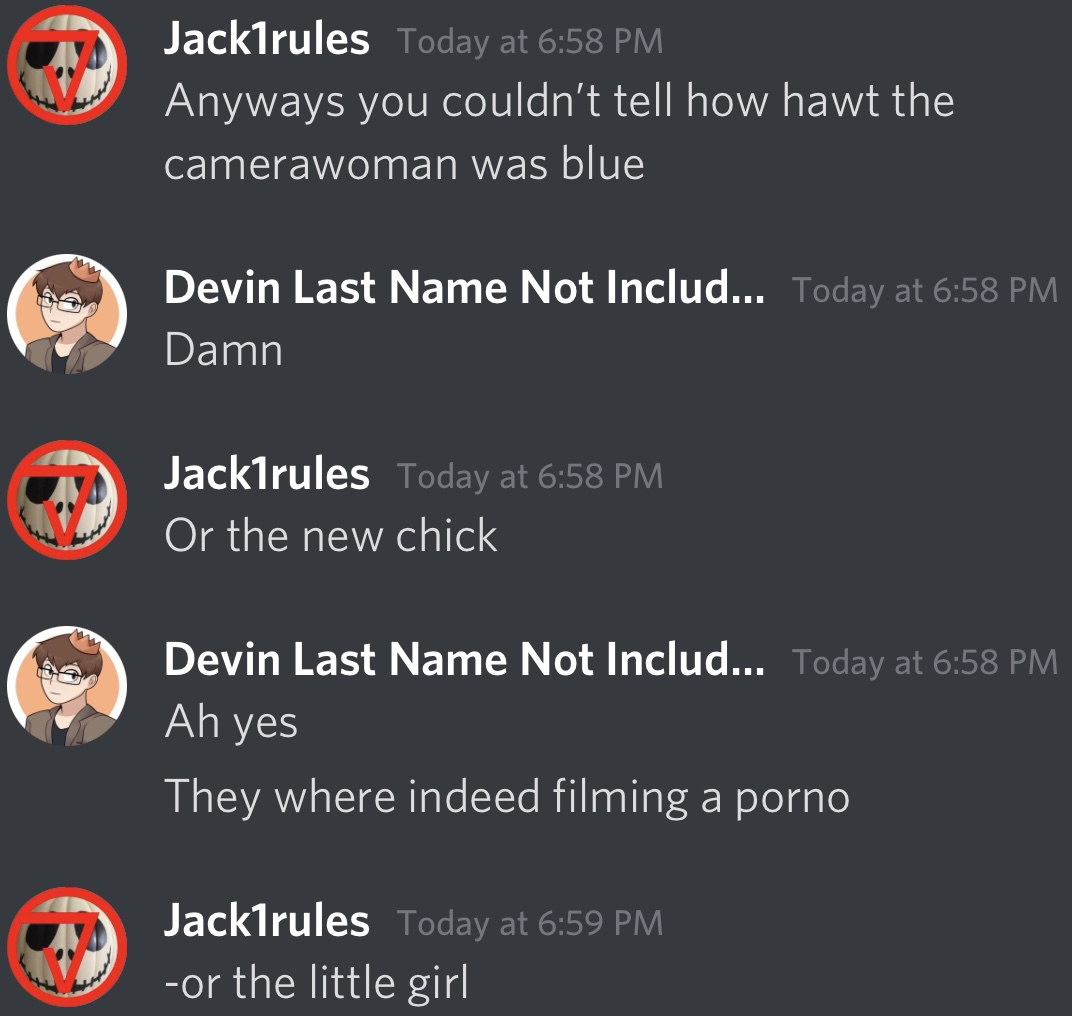 Jack1rules Today at 6:58 PM
Anyways you couldn’t tell how hawt the
camerawoman was blue
Devin Last Name Not Includ... Today at 6:58 PM
Damn
Jack1rules Today at 6:58 PM
Or the new chick
Devin Last Name Not Includ... Today at 6:58 PM
Ah yes
They where indeed filming a porno
Jack1rules Today at 6:59 PM
-or the little girl